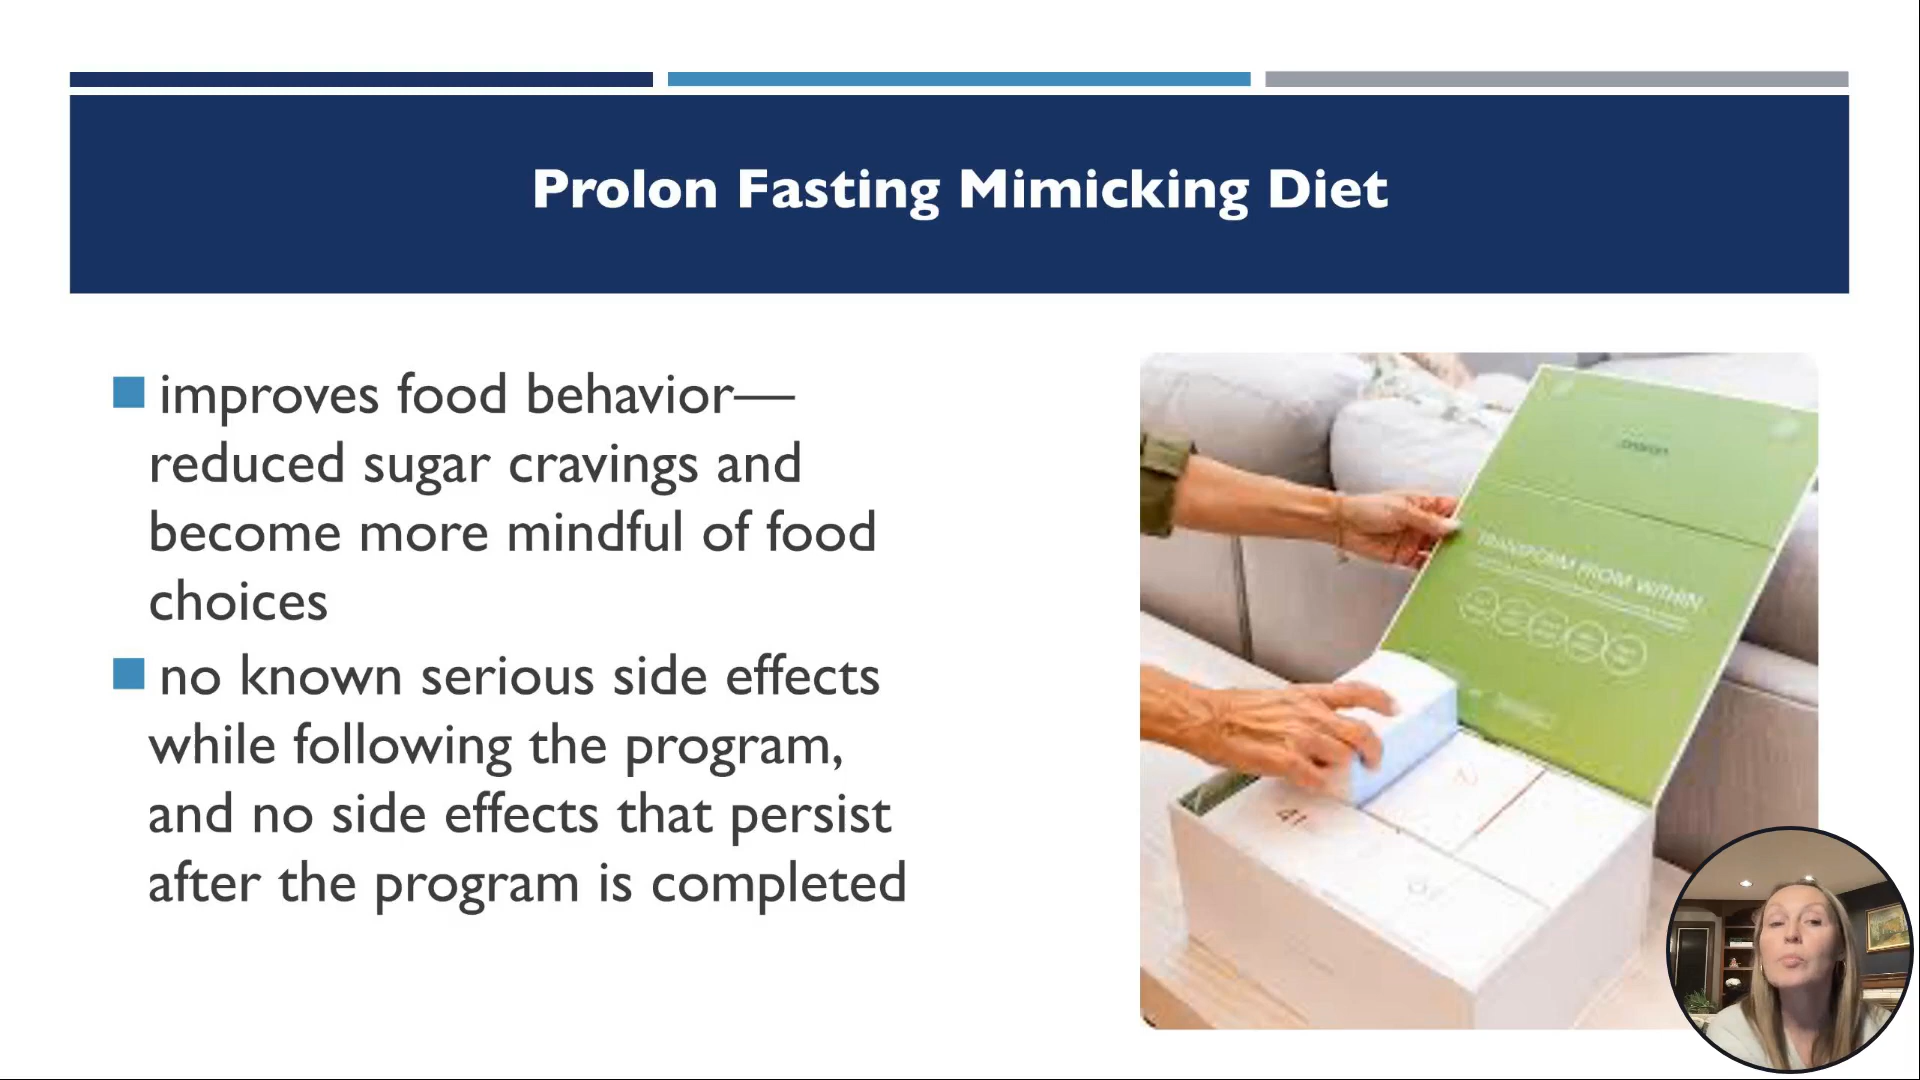 Prolon Fasting Mimicking Diet
improves food behavior—
reduced sugar cravings and
become more mindful of food
choices
no known serious side effects
while following the program,
and no side effects that persist
after the program is completed
TRANSFORM FROM WITHIN